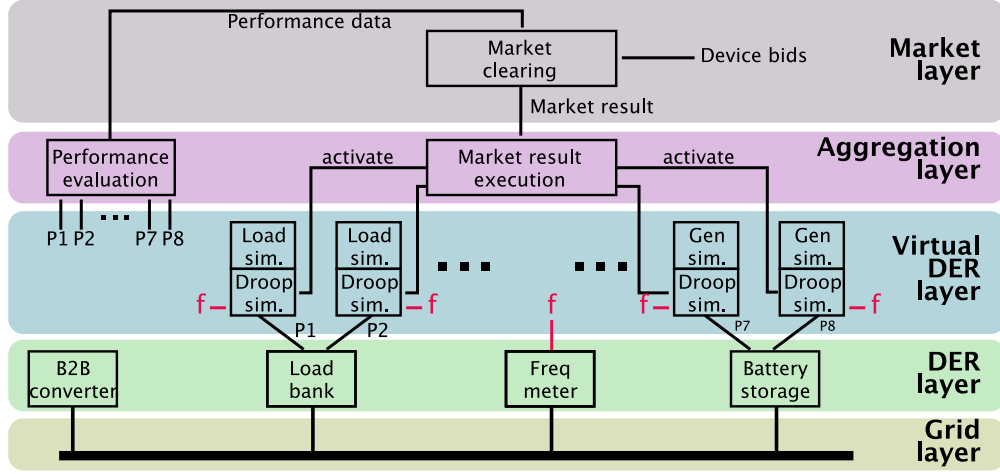 Performance data
Market
clearing
Device bids
Market
layer
Market result
Performance
evaluation
activate
Market result
execution
activate
Aggregation
layer
P1 P2 P7 P8
Load
sim.
Load
sim.
Gen
sim.
Gen
sim.
Virtual
DER
layer
Droop
sim.
Droop
sim.
Droop
sim.
Droop
sim.
f
f
f
f
f
P1
P2
P7
P8
B2B
converter
Load
bank
Freq
meter
Battery
storage
DER
layer
Grid
layer